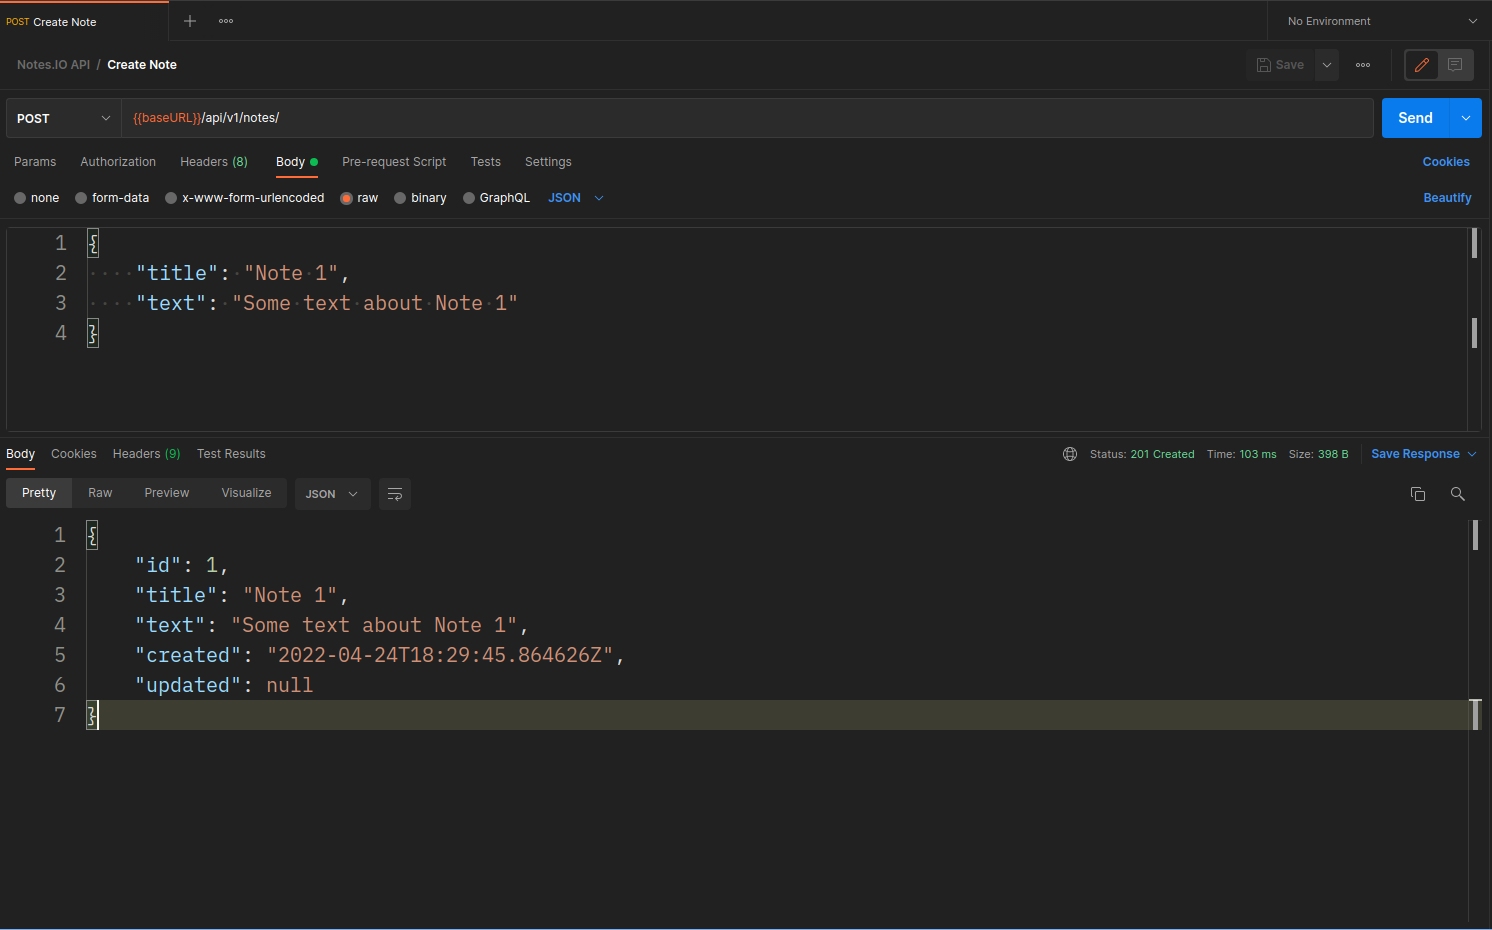 POST Create Note
No Environment
Notes.IO API / Create Note
Save
POST {{baseURL}}/api/v1/notes/ Send
Params Authorization Headers (8) Body Pre-request Script Tests Settings Cookies
none form-data x-www-form-urlencoded raw binary GraphQL JSON Beautify
1 {
2 "title": "Note 1",
3 "text": "Some text about Note 1"
4 }
Body Cookies Headers (9) Test Results Status: 201 Created Time: 103 ms Size: 398 B Save Response
Pretty Raw Preview Visualize JSON
1 {
2 "id": 1,
3 "title": "Note 1",
4 "text": "Some text about Note 1",
5 "created": "2022-04-24T18:29:45.864626Z",
6 "updated": null
7 }